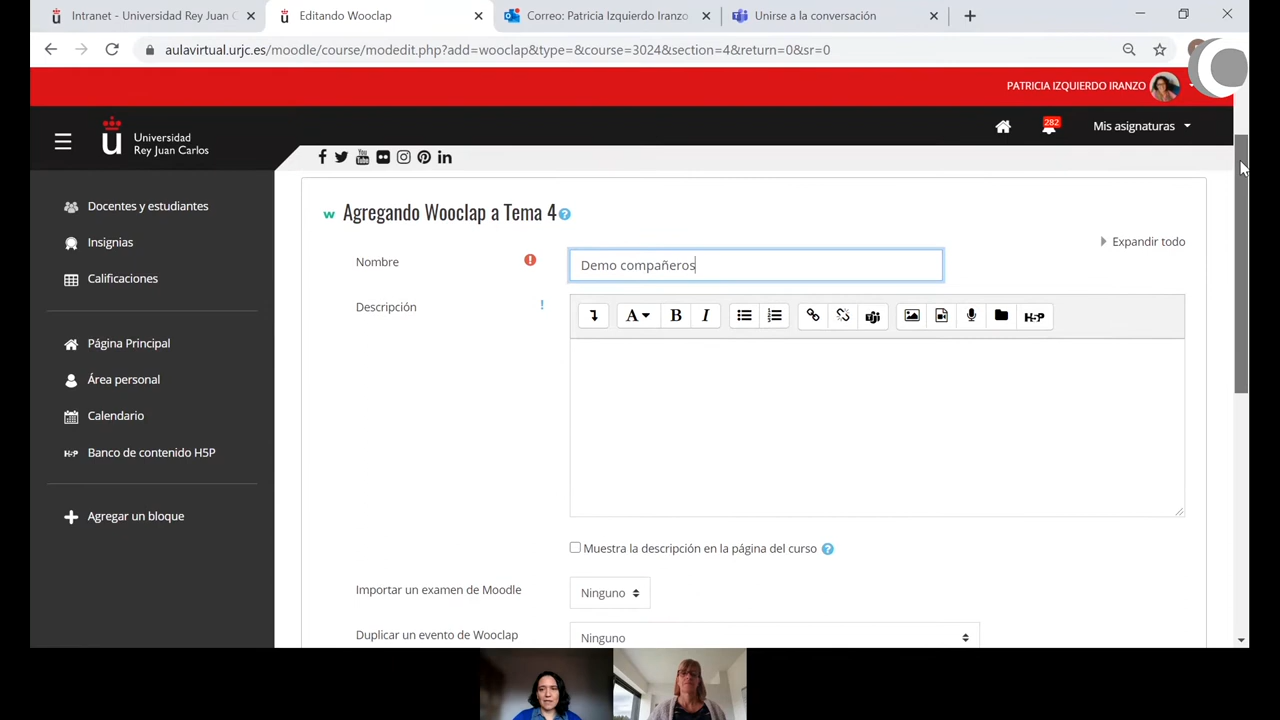 Intranet - Universidad Rey Juan C
Editando Wooclap
Correo: Patricia Izquierdo Iranzo
Unirse a la conversación
aulavirtual.urjc.es/moodle/course/modedit.php?add=wooclap&type=&course=3024&section=4&return=0&sr=0
PATRICIA IZQUIERDO IRANZO
Universidad
Rey Juan Carlos
282
Mis asignaturas
Docentes y estudiantes
Insignias
Calificaciones
Página Principal
Área personal
Calendario
Banco de contenido H5P
Agregar un bloque
w Agregando Wooclap a Tema 4
Expandir todo
Nombre
Demo compañeros
Descripción
A B I
H5P
Muestra la descripción en la página del curso
Importar un examen de Moodle
Ninguno
Duplicar un evento de Wooclap
Ninguno